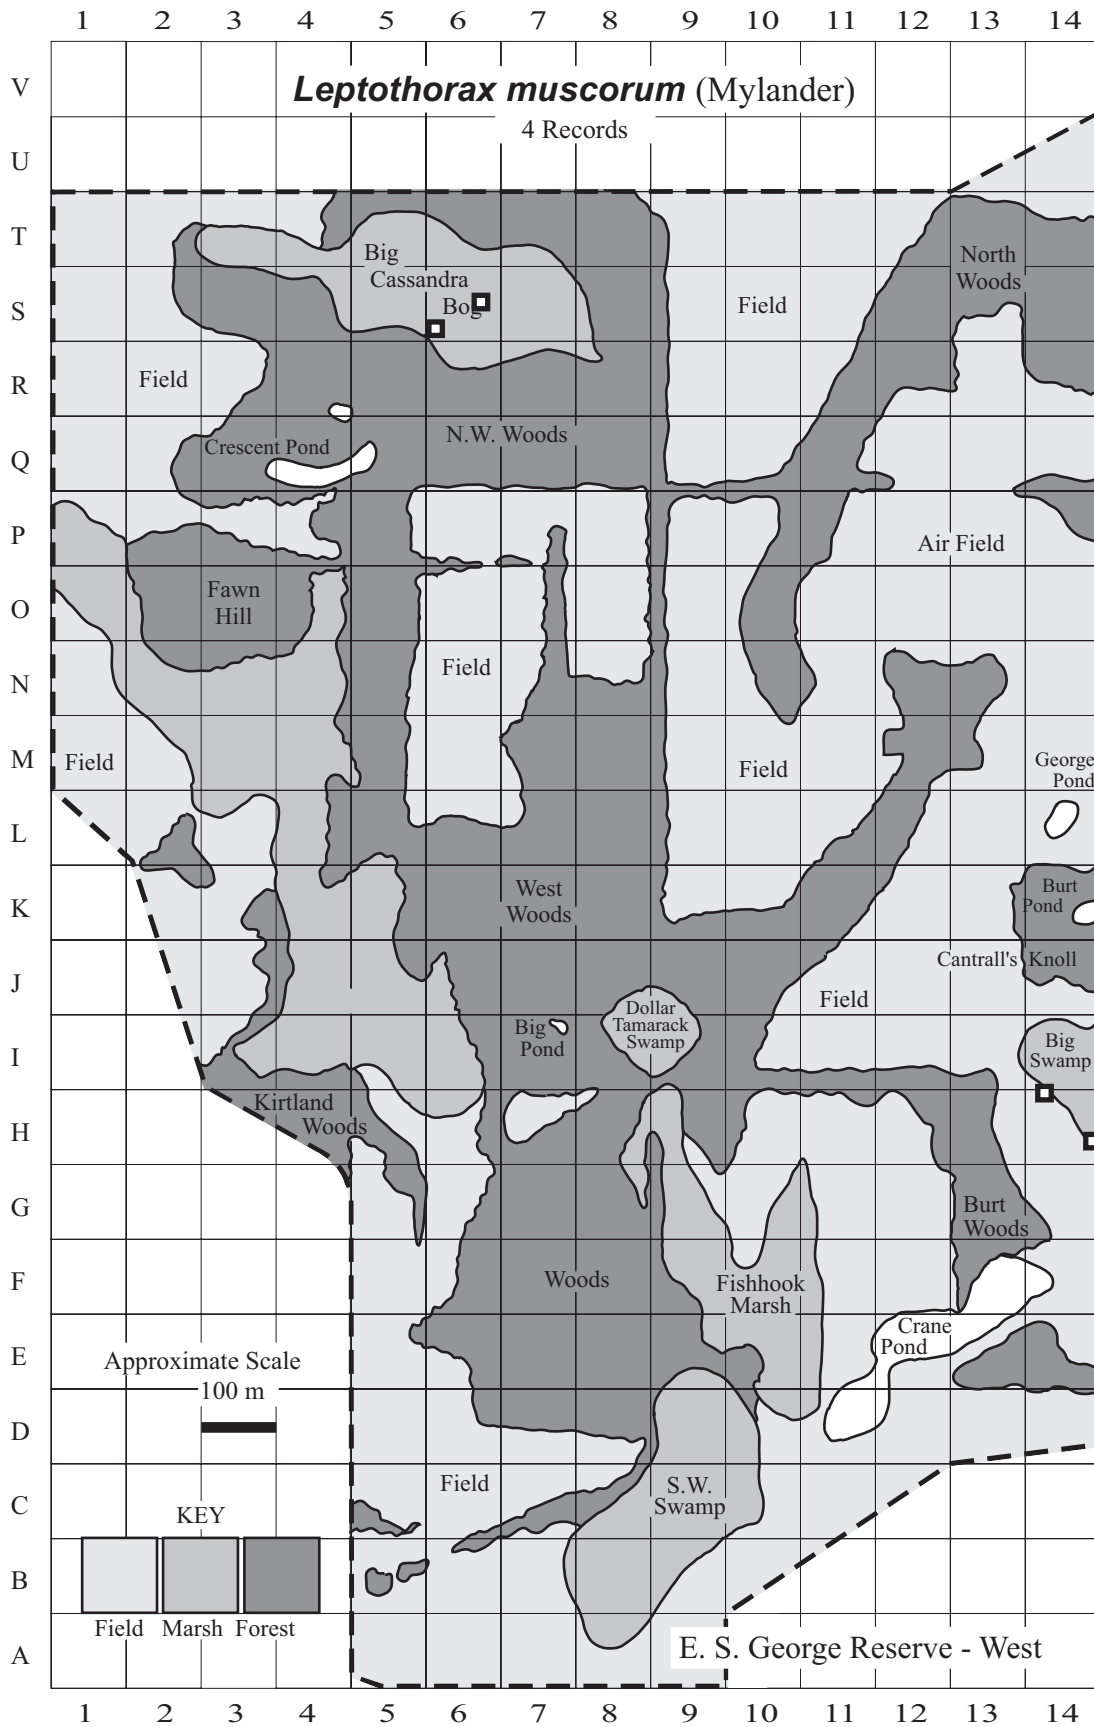 1 2 3 4 5 6 7 8 9 10 11 12 13 14
V
Leptothorax muscorum (Mylander)
4 Records
U
T
Big
Cassandra
Bog
North
Woods
S
Field
R
Field
N.W. Woods
Crescent Pond
Q
P
Air Field
Fawn
Hill
O
Field
N
M
Field
Field
George
Pond
L
West
Woods
Burt
Pond
K
Cantrall's Knoll
J
Field
Dollar
Tamarack
Swamp
Big
Pond
Big
Swamp
I
Kirtland
Woods
H
G
Burt
Woods
F
Woods
Fishhook
Marsh
Crane
Pond
E
Approximate Scale
100 m
D
Field
S.W.
Swamp
C
KEY
B
Field Marsh Forest
A
E. S. George Reserve - West
1 2 3 4 5 6 7 8 9 10 11 12 13 14